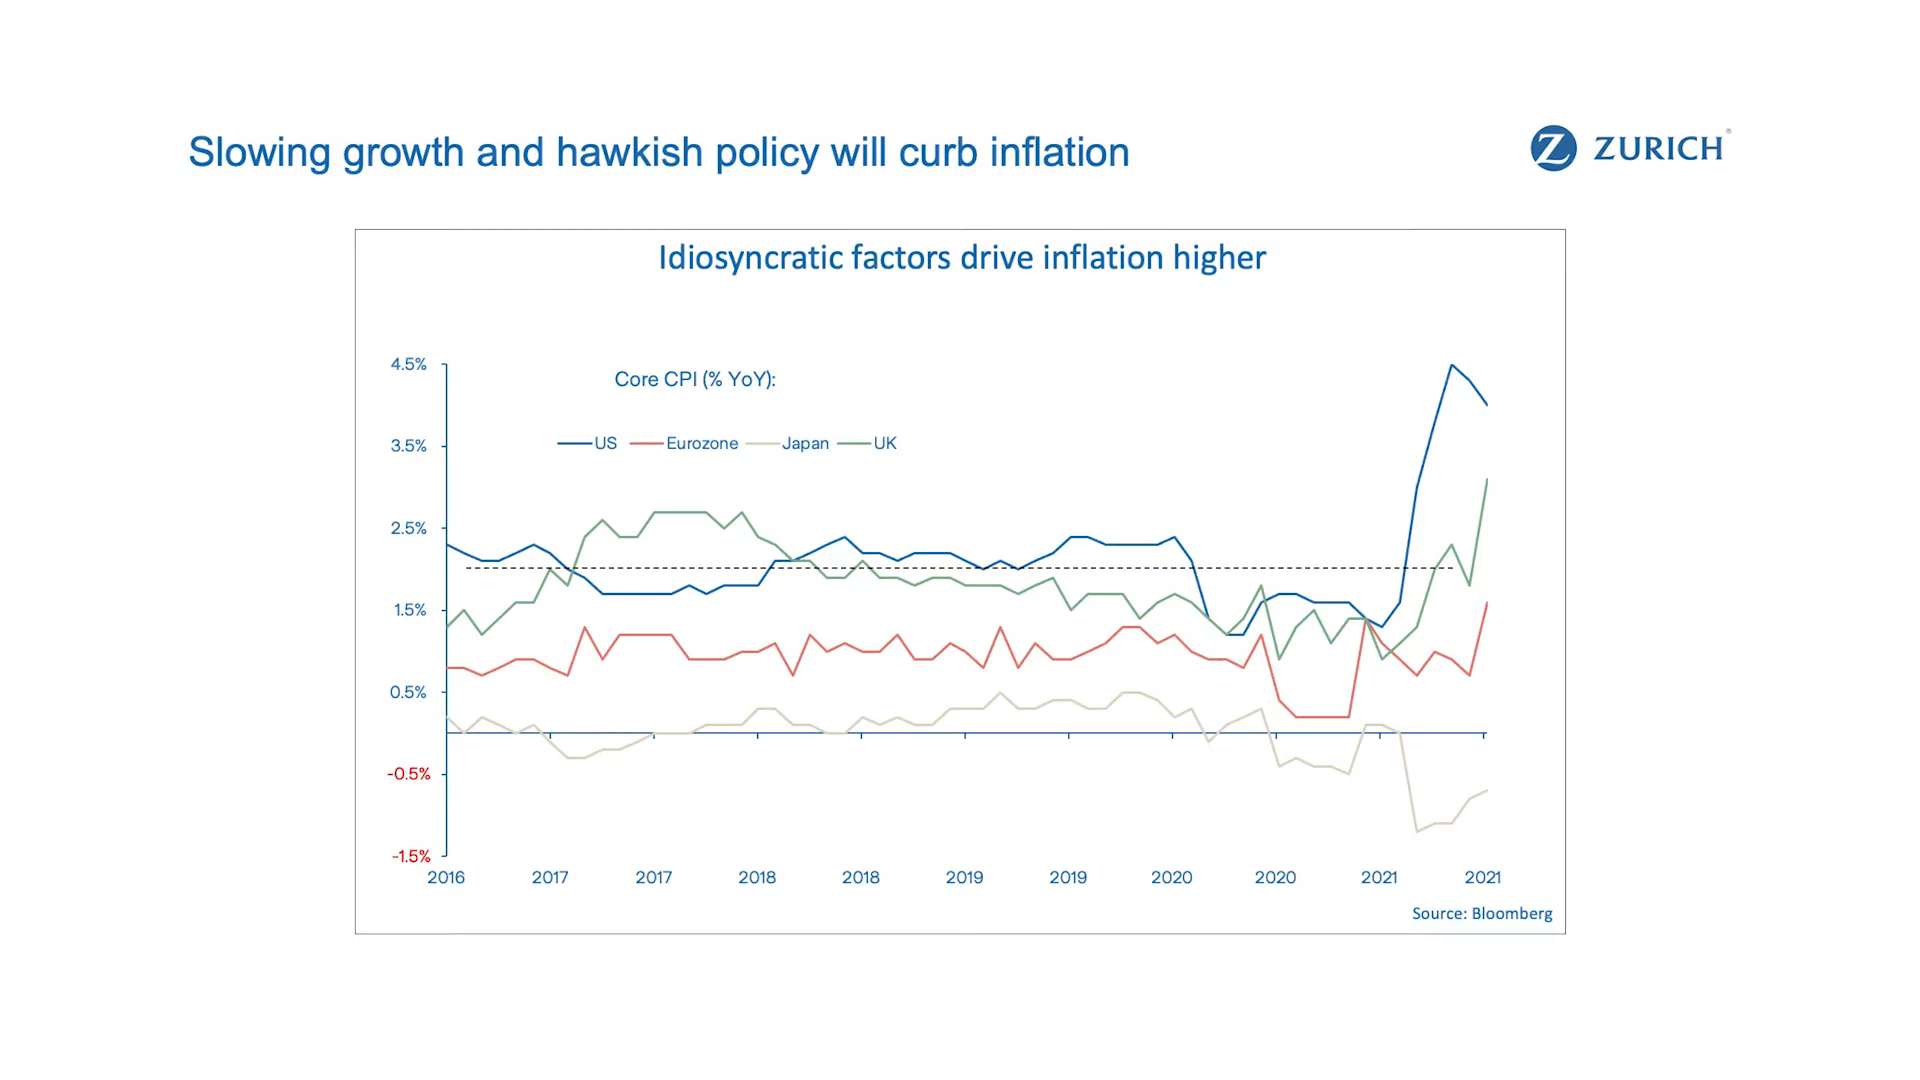 Slowing growth and hawkish policy will curb inflation
Z ZURICH®
Idiosyncratic factors drive inflation higher
Core CPI (% YoY):
US Eurozone Japan UK
4.5%
3.5%
2.5%
1.5%
0.5%
-0.5%
-1.5%
2016 2017 2017 2018 2018 2019 2019 2020 2020 2021 2021
Source: Bloomberg